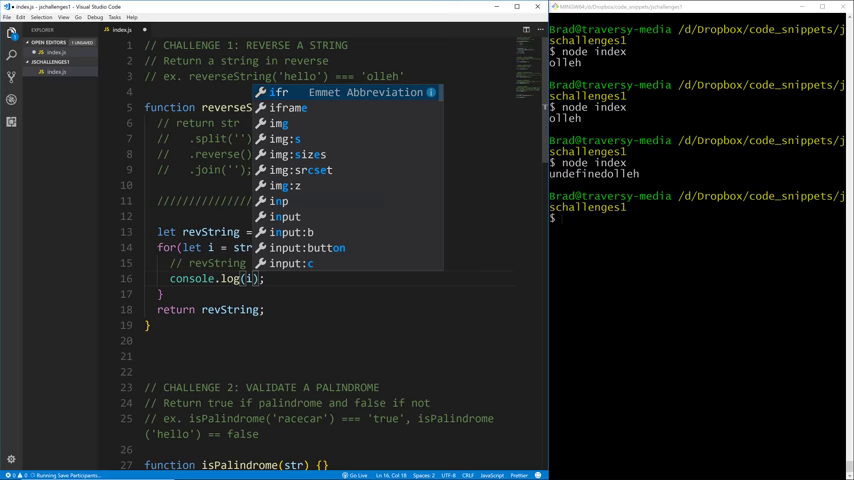 index.js - jschallenges1 - Visual Studio Code
File Edit Selection View Go Debug Tasks Help
EXPLORER
OPEN EDITORS 1 UNSAVED
index.js
JSCHALLENGES1
index.js
index.js
1 // CHALLENGE 1: REVERSE A STRING
2 // Return a string in reverse
3 // ex. reverseString('hello') === 'olleh'
4
5 function reverseS
6 // return str
7 // .split('')
8 // .reverse()
9 // .join('');
10
11 ///////////////
12
13 let revString =
14 for(let i = str
15 // revString
16 console.log(i);
17 }
18 return revString;
19 }
20
21
22
23 // CHALLENGE 2: VALIDATE A PALINDROME
24 // Return true if palindrome and false if not
25 // ex. isPalindrome('racecar') === 'true', isPalindrome
('hello') == false
26
27 function isPalindrome(str) {}
ifr Emmet Abbreviation
iframe
img
img:s
img:sizes
img:srcset
img:z
inp
input
input:b
input:button
input:c
0 0 Running Save Participants... Go Live Ln 16, Col 18 Spaces: 2 UTF-8 CRLF JavaScript Prettier
MINGW64:/d/Dropbox/code_snippets/jschallenges1
Brad@traversy-media /d/Dropbox/code_snippets/j
schallenges1
$ node index
olleh
Brad@traversy-media /d/Dropbox/code_snippets/j
schallenges1
$ node index
olleh
Brad@traversy-media /d/Dropbox/code_snippets/j
schallenges1
$ node index
undefinedolleh
Brad@traversy-media /d/Dropbox/code_snippets/j
schallenges1
$